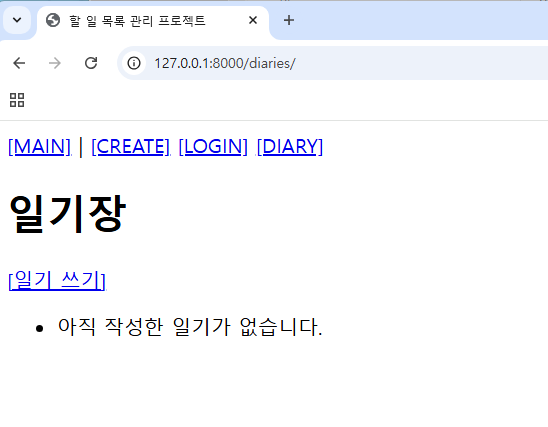 할 일 목록 관리 프로젝트
127.0.0.1:8000/diaries/
[MAIN] | [CREATE] [LOGIN] [DIARY]
일기장
[일기 쓰기]
아직 작성한 일기가 없습니다.